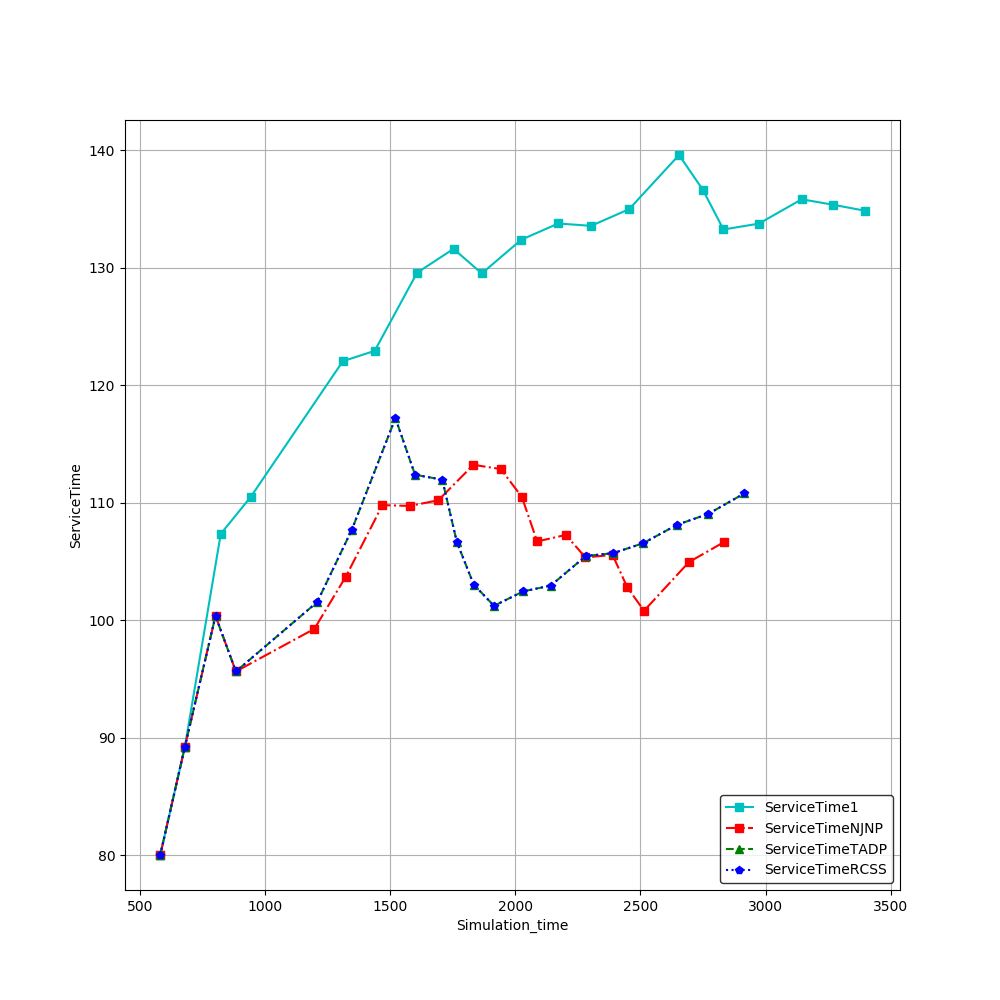 140
130
120
110
100
90
80
ServiceTime
500 1000 1500 2000 2500 3000 3500
Simulation_time
ServiceTime1
ServiceTimeNJNP
ServiceTimeTADP
ServiceTimeRCSS